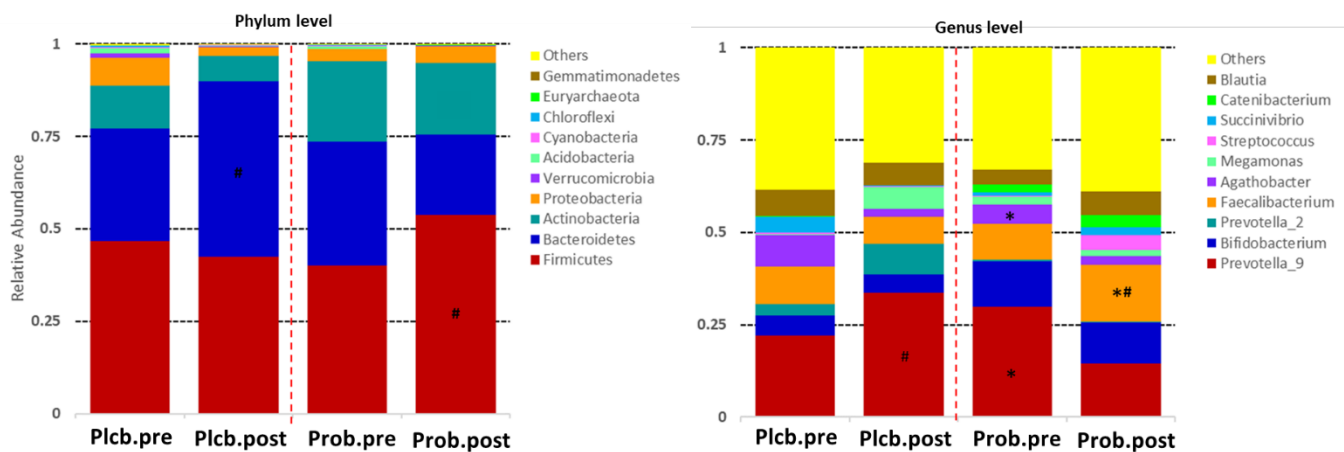 Phylum level
Relative Abundance
1
0.75
0.5
0.25
0
#
#
Plcb.pre
Plcb.post
Prob.pre
Prob.post
Others
Gemmatimonadetes
Euryarchaeota
Chloroflexi
Cyanobacteria
Acidobacteria
Verrucomicrobia
Proteobacteria
Actinobacteria
Bacteroidetes
Firmicutes
Genus level
1
0.75
0.5
0.25
0
*
*#
#
*
Plcb.pre
Plcb.post
Prob.pre
Prob.post
Others
Blautia
Catenibacterium
Succinivibrio
Streptococcus
Megamonas
Agathobacter
Faecalibacterium
Prevotella_2
Bifidobacterium
Prevotella_9